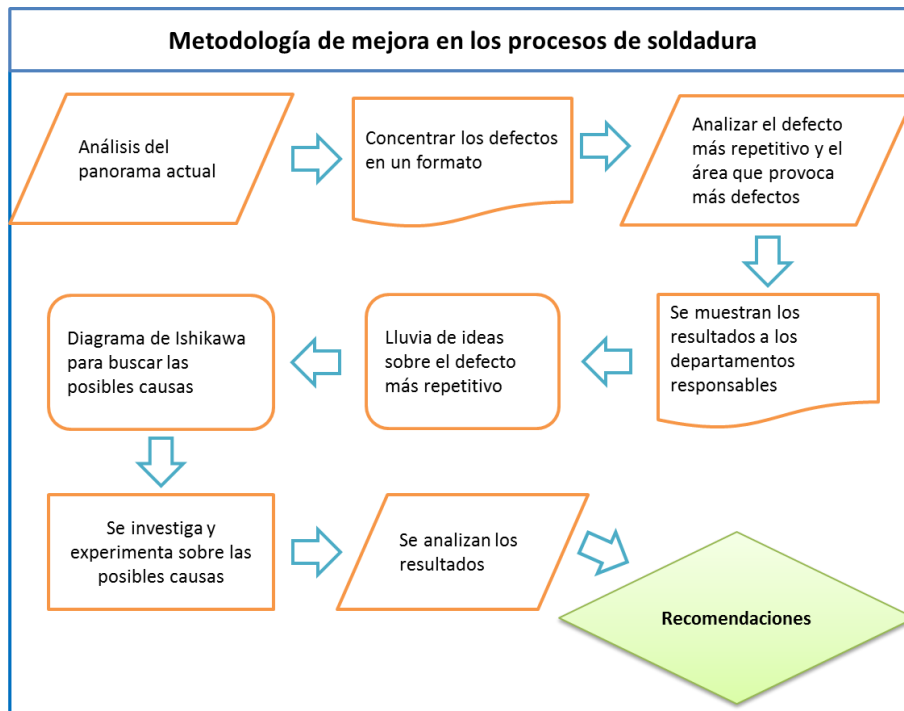 Metodología de mejora en los procesos de soldadura
Análisis del
panorama actual
Concentrar los defectos
en un formato
Analizar el defecto
más repetitivo y el
área que provoca
más defectos
Se muestran los
resultados a los
departamentos
responsables
Lluvia de ideas
sobre el defecto
más repetitivo
Diagrama de Ishikawa
para buscar las
posibles causas
Se investiga y
experimenta sobre las
posibles causas
Se analizan los
resultados
Recomendaciones